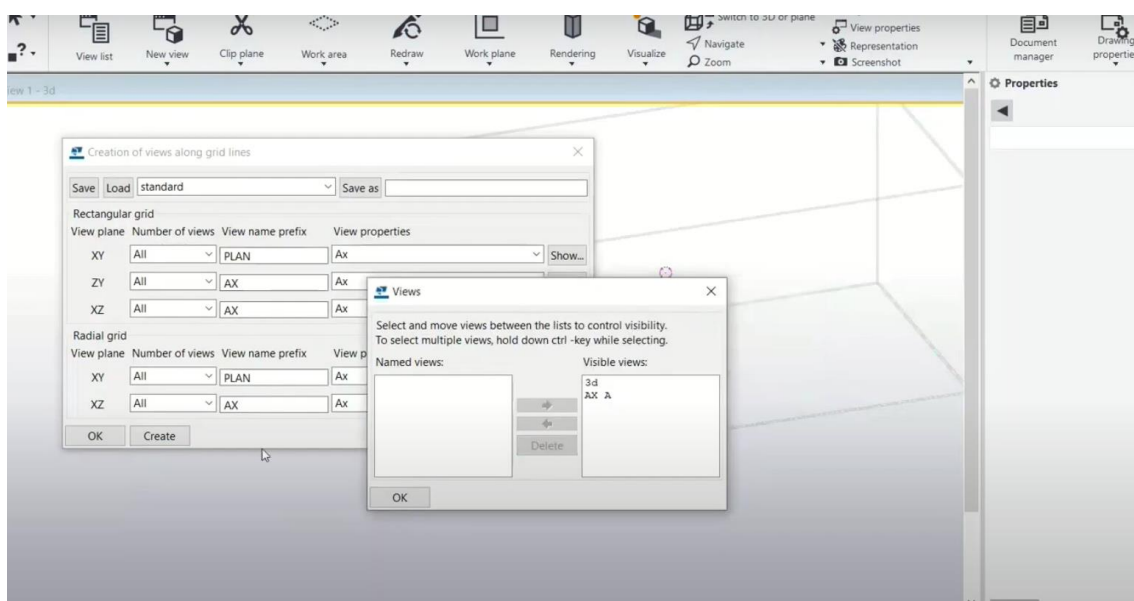 Switch to 3D or plane
View properties
View list
New view
Clip plane
Work area
Redraw
Work plane
Rendering
Visualize
Navigate
Zoom
Representation
Screenshot
Document
manager
Drawing
?
- 3d
Properties
Creation of views along grid lines
Save Load standard Save as
Rectangular grid
View plane Number of views View name prefix View properties
XY All PLAN Ax Show...
ZY All AX Ax
XZ All AX Ax
Radial grid
View plane Number of views View name prefix View p
XY All PLAN Ax
XZ All AX Ax
OK Create
Views
Select and move views between the lists to control visibility.
To select multiple views, hold down ctrl -key while selecting.
Named views: Visible views:
3d
AX A
Delete
OK